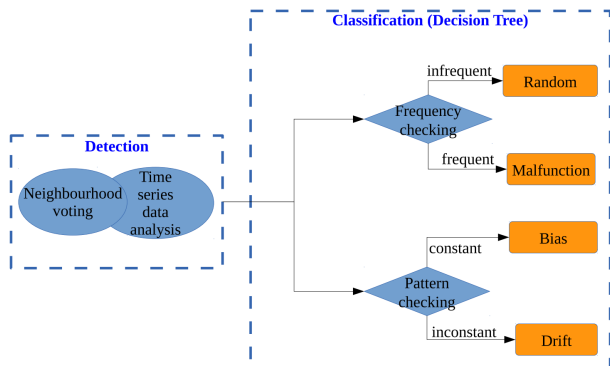 Classification (Decision Tree)
infrequent
Random
Frequency
checking
frequent
Malfunction
Detection
Neighbourhood
voting
Time
series
data
analysis
constant
Bias
Pattern
checking
inconstant
Drift